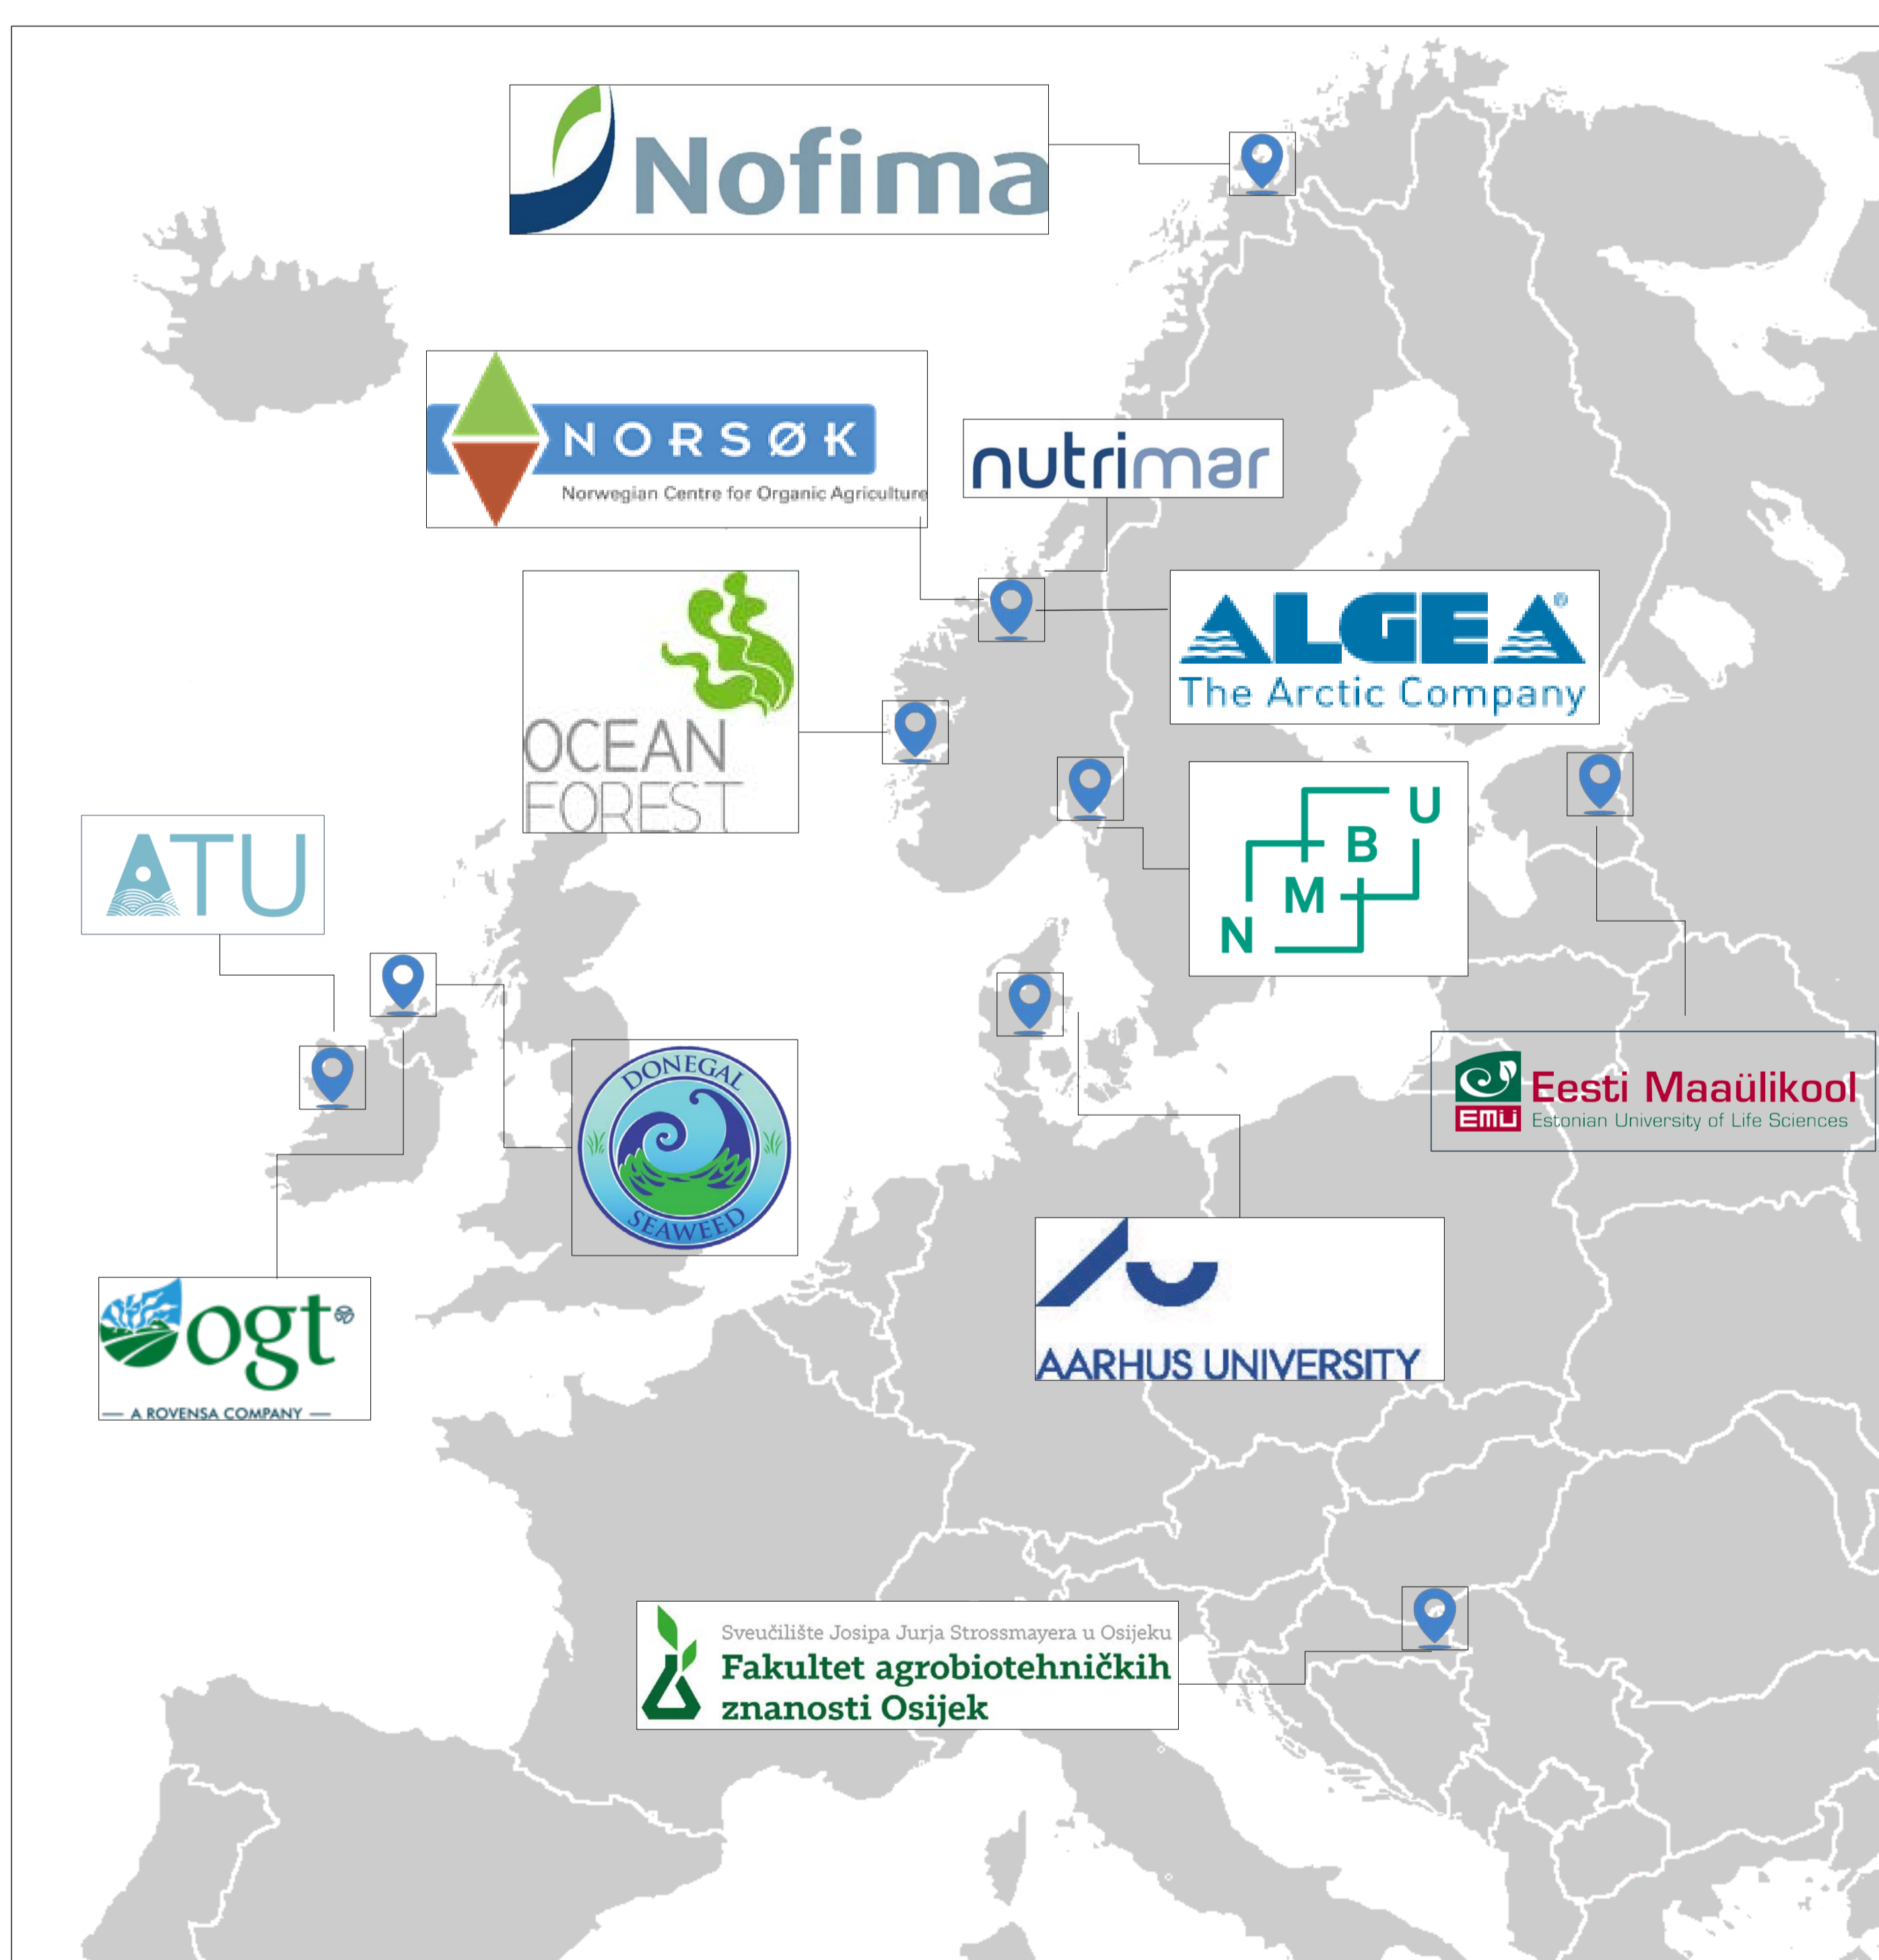 Nofima
NORSØK
Norwegian Centre for Organic Agriculture
nutrimar
OCEAN
FOREST
ALGEA®
The Arctic Company
ATU
N M B U
DONEGAL
SEAWEED
Eesti Maaülikool
EMÜ
Estonian University of Life Sciences
ogt
A ROVENSA COMPANY
AARHUS UNIVERSITY
Sveučilište Josipa Jurja Strossmayera u Osijeku
Fakultet agrobiotehničkih
znanosti Osijek